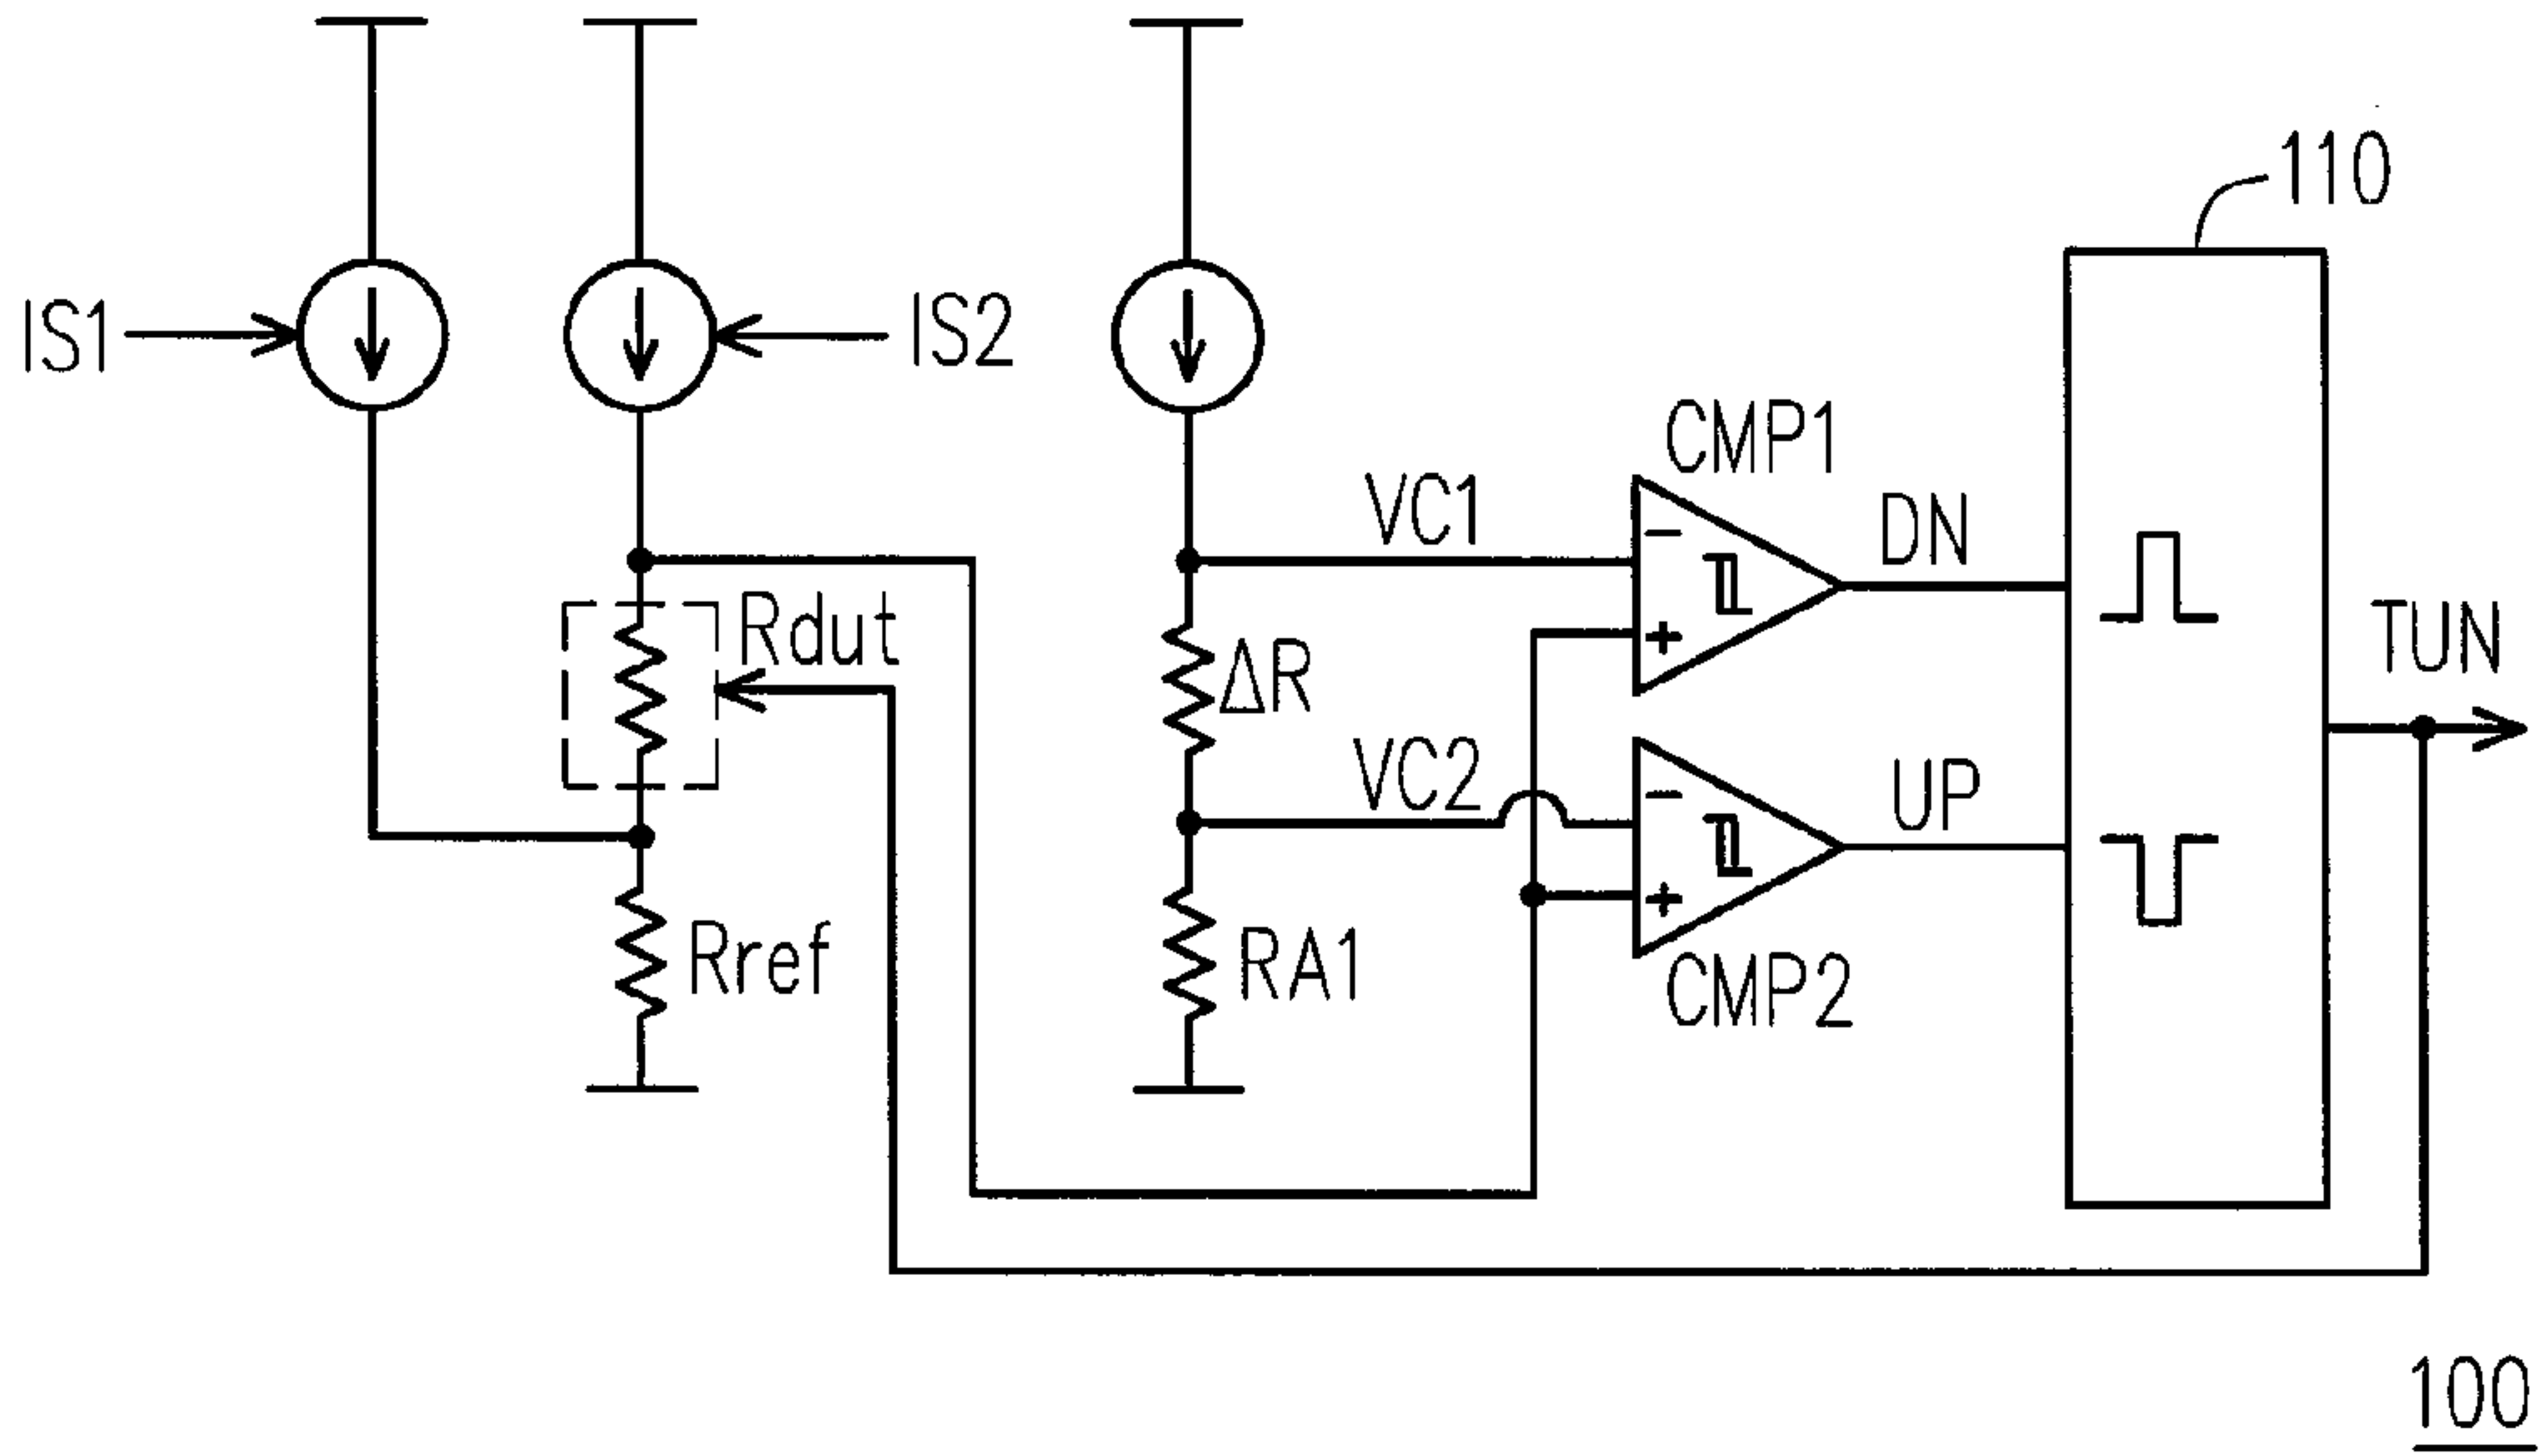 110
IS1
IS2
CMP1
VC1
DN
Rdut
TUN
ΔR
VC2
UP
Rref
RA1
CMP2
100